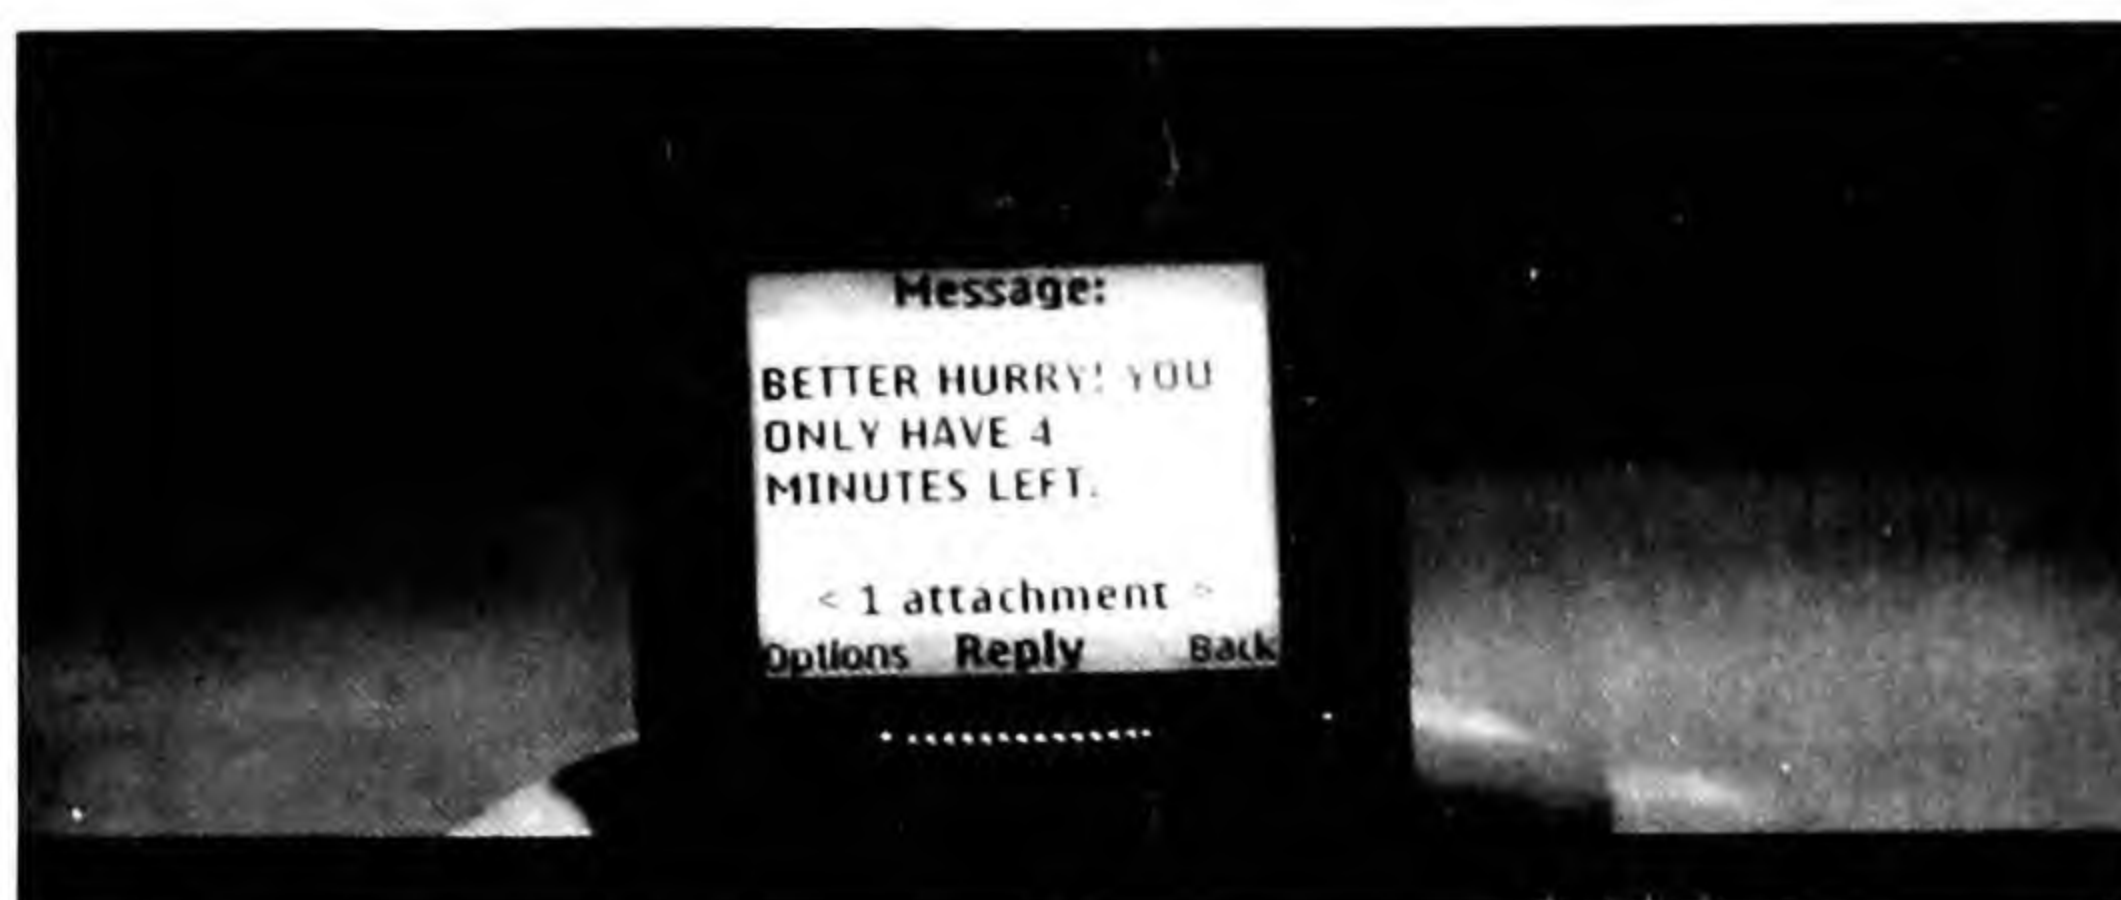 Message:
BETTER HURRY! YOU
ONLY HAVE 4
MINUTES LEFT.
< 1 attachment >
Options Reply Back